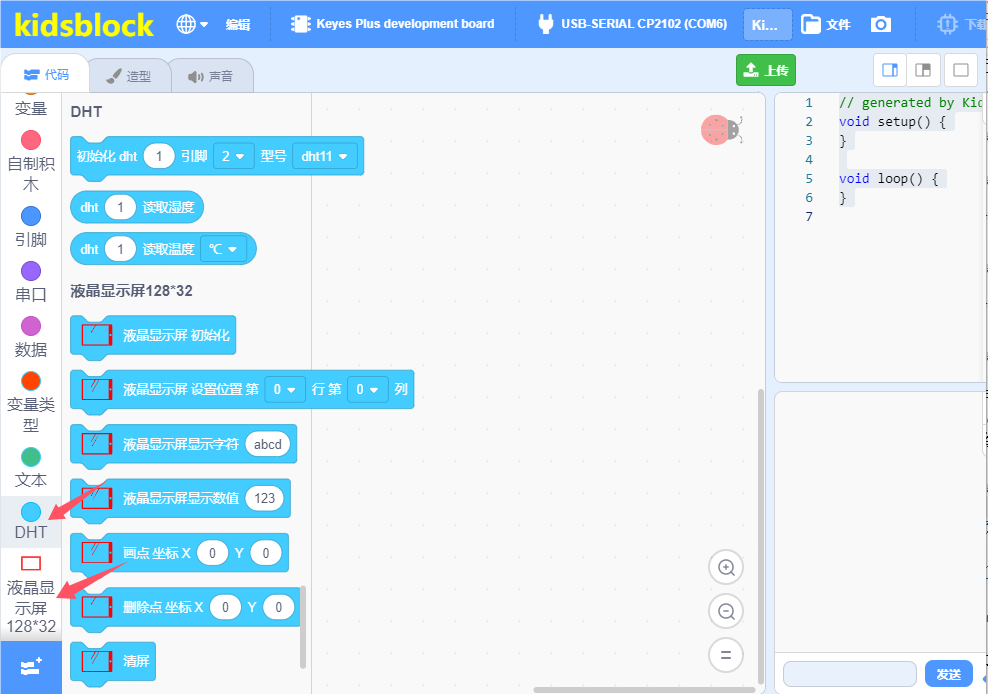 kidsblock
编辑
Keyes Plus development board
USB-SERIAL CP2102 (COM6)
Ki...
文件
下载
代码
造型
声音
上传
变量
自制积
木
引脚
串口
数据
变量类
型
文本
DHT
液晶显
示屏
128*32
DHT
初始化 dht 1 引脚 2 型号 dht11
dht 1 读取湿度
dht 1 读取温度 ℃
液晶显示屏128*32
液晶显示屏 初始化
液晶显示屏 设置位置 第 0 行 第 0 列
液晶显示屏显示字符 abcd
液晶显示屏显示数值 123
画点 坐标 X 0 Y 0
删除点 坐标 X 0 Y 0
清屏
1 // generated by Kid
2 void setup() {
3 }
4
5 void loop() {
6 }
7
发送